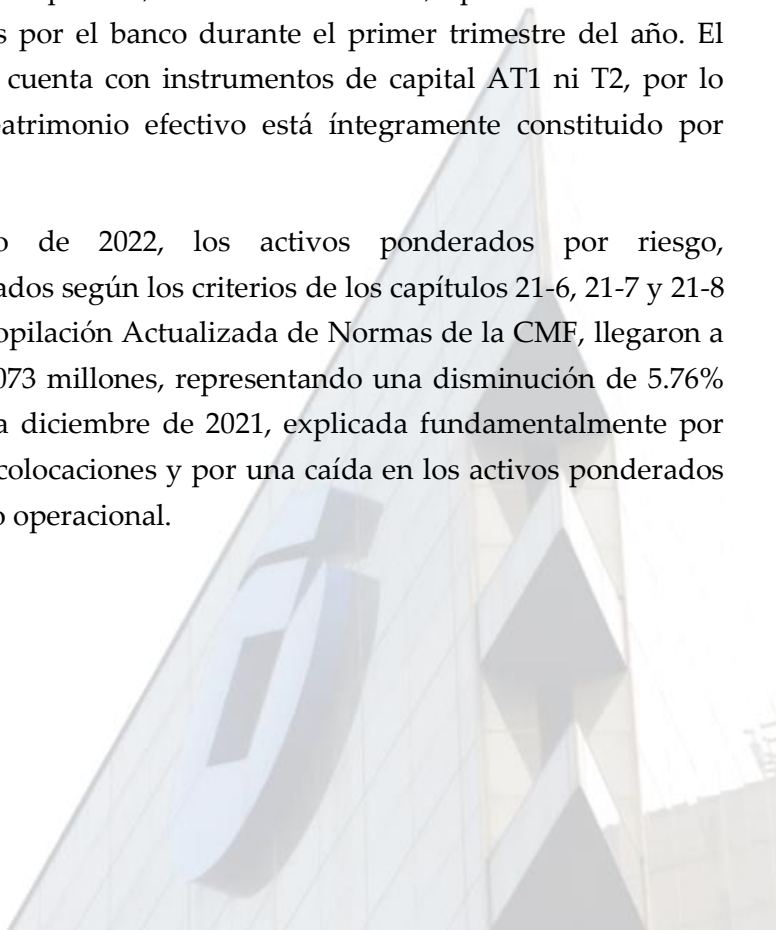 s por el banco durante el primer trimestre del año. El
cuenta con instrumentos de capital AT1 ni T2, por lo
patrimonio efectivo está íntegramente constituido por
o de 2022, los activos ponderados por riesgo,
ados según los criterios de los capítulos 21-6, 21-7 y 21-8
opilación Actualizada de Normas de la CMF, llegaron a
073 millones, representando una disminución de 5.76%
a diciembre de 2021, explicada fundamentalmente por
colocaciones y por una caída en los activos ponderados
o operacional.